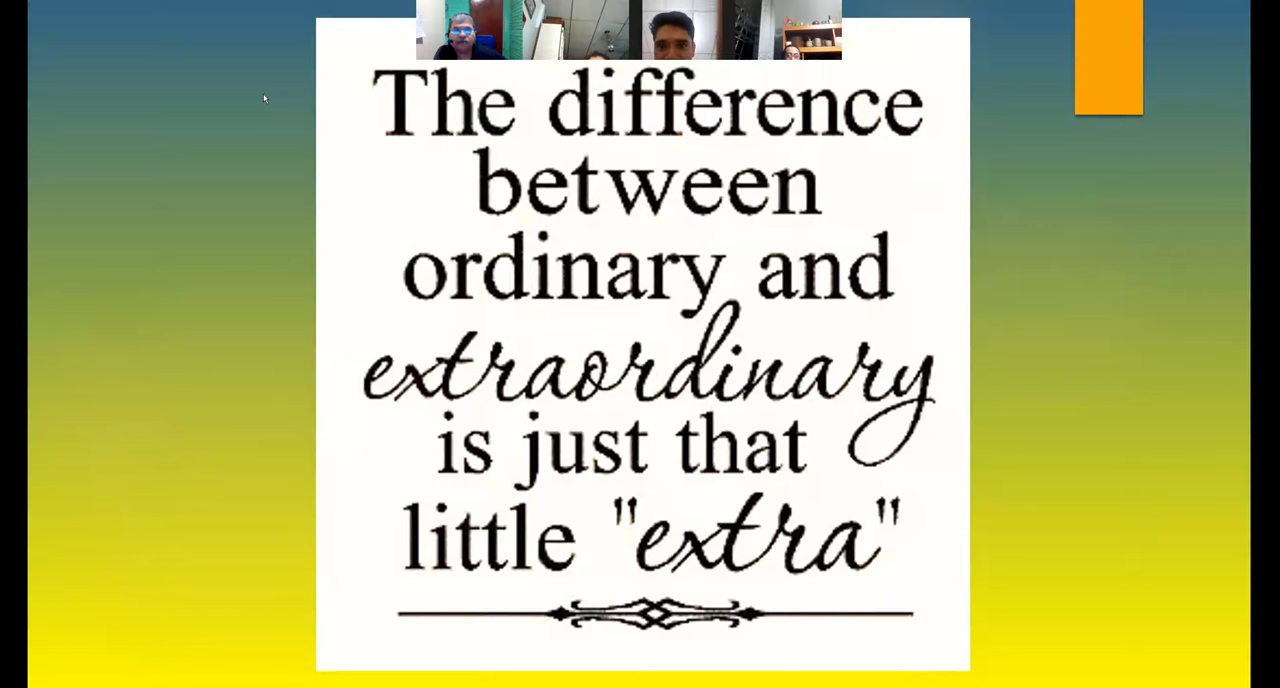 The difference
between
ordinary and
extraordinary
is just that
little "extra"